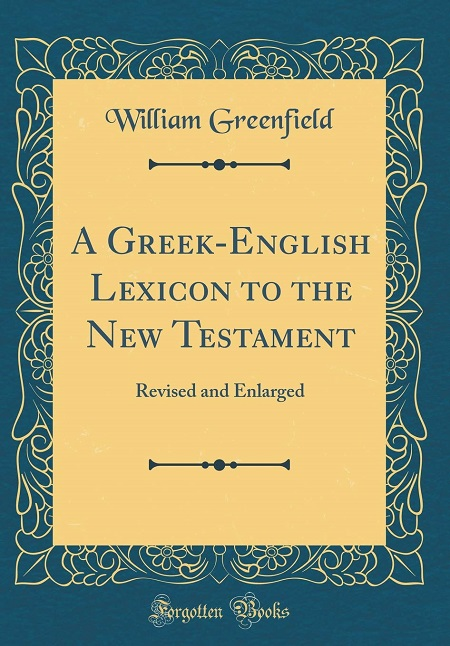 William Greenfield
A Greek-English
Lexicon to the
New Testament
Revised and Enlarged
Forgotten Books